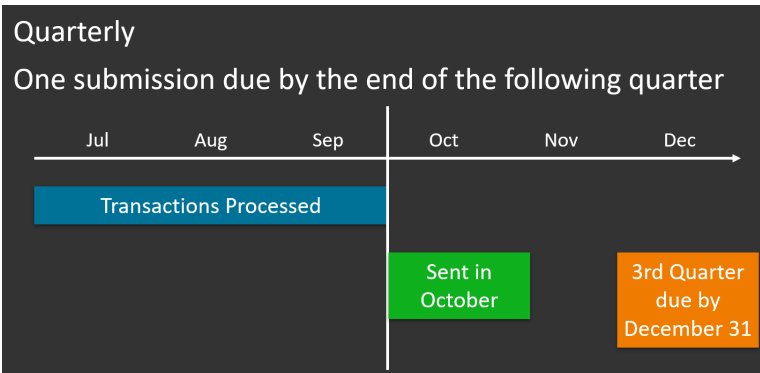 Quarterly
One submission due by the end of the following quarter
Jul Aug Sep Oct Nov Dec
Transactions Processed
Sent in
October
3rd Quarter
due by
December 31